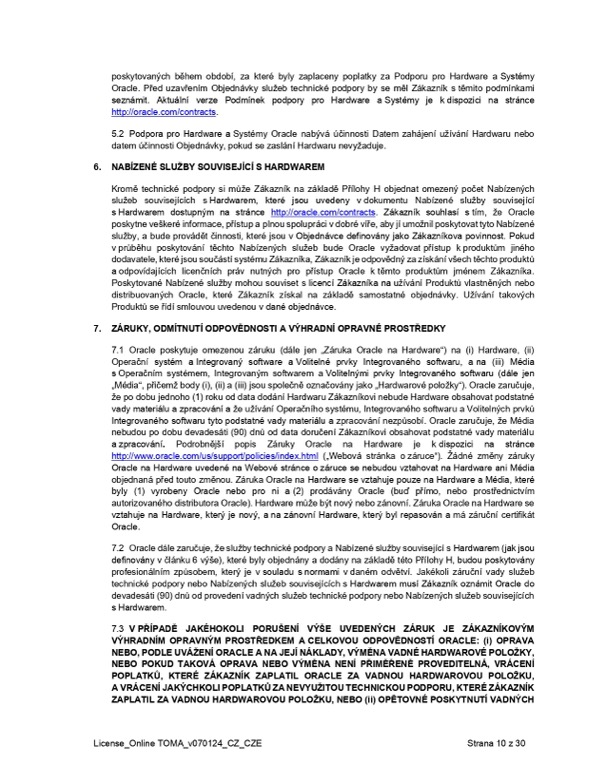 poskytovaných během období, za které byly zaplaceny poplatky za Podporu pro Hardware a Systémy
Oracle. Před uzavřením Objednávky služeb technické podpory by se měl Zákazník s těmito podmínkami
seznámit. Aktuální verze Podmínek podpory pro Hardware a Systémy je k dispozici na stránce
http://oracle.com/contracts.
5.2 Podpora pro Hardware a Systémy Oracle nabývá účinnosti Datem zahájení užívání Hardwaru nebo
datem účinnosti Objednávky, pokud se zaslání Hardwaru nevyžaduje.
6. NABÍZENÉ SLUŽBY SOUVISEJÍCÍ S HARDWAREM
Kromě technické podpory si může Zákazník na základě Přílohy H objednat omezený počet Nabízených
služeb souvisejících s Hardwarem, které jsou uvedeny v dokumentu Nabízené služby související
s Hardwarem dostupným na stránce http://oracle.com/contracts. Zákazník souhlasí s tím, že Oracle
poskytne veškeré informace, přístup a plnou spolupráci v dobré víře, aby jí umožnil poskytovat tyto Nabízené
služby, a bude provádět činnosti, které jsou v Objednávce definovány jako Zákazníkova povinnost. Pokud
v průběhu poskytování těchto Nabízených služeb bude Oracle vyžadovat přístup k produktům jiného
dodavatele, které jsou součástí systému Zákazníka, Zákazník je odpovědný za získání všech těchto produktů
a odpovídajících licenčních práv nutných pro přístup Oracle k těmto produktům jménem Zákazníka.
Poskytované Nabízené služby mohou souviset s licencí Zákazníka na užívání Produktů vlastněných nebo
distribuovaných Oracle, které Zákazník získal na základě samostatné objednávky. Užívání takových
Produktů se řídí smlouvou uvedenou v dané objednávce.
7. ZÁRUKY, ODMÍTNUTÍ ODPOVĚDNOSTI A VÝHRADNÍ OPRAVNÉ PROSTŘEDKY
7.1 Oracle poskytuje omezenou záruku (dále jen „Záruka Oracle na Hardware") na (i) Hardware, (ii)
Operační systém a Integrovaný software a Volitelné prvky Integrovaného softwaru, a na (iii) Média
s Operačním systémem, Integrovaným softwarem a Volitelnými prvky Integrovaného softwaru (dále jen
„Média", přičemž body (i), (ii) a (iii) jsou společně označovány jako „Hardwarové položky"). Oracle zaručuje,
že po dobu jednoho (1) roku od data dodání Hardwaru Zákazníkovi nebude Hardware obsahovat podstatné
vady materiálu a zpracování a že užívání Operačního systému, Integrovaného softwaru a Volitelných prvků
Integrovaného softwaru tyto podstatné vady materiálu a zpracování nezpůsobí. Oracle zaručuje, že Média
nebudou po dobu devadesáti (90) dnů od data doručení Zákazníkovi obsahovat podstatné vady materiálu
a zpracování. Podrobnější popis Záruky Oracle na Hardware je k dispozici na stránce
http://www.oracle.com/us/support/policies/index.html („Webová stránka o záruce"). Žádné změny záruky
Oracle na Hardware uvedené na Webové stránce o záruce se nebudou vztahovat na Hardware ani Média
objednaná před touto změnou. Záruka Oracle na Hardware se vztahuje pouze na Hardware a Média, které
byly (1) vyrobeny Oracle nebo pro ni a (2) prodávány Oracle (buď přímo, nebo prostřednictvím
autorizovaného distributora Oracle). Hardware může být nový nebo zánovní. Záruka Oracle na Hardware se
vztahuje na Hardware, který je nový, a na zánovní Hardware, který byl repasován a má záruční certifikát
Oracle.
7.2 Oracle dále zaručuje, že služby technické podpory a Nabízené služby související s Hardwarem (jak jsou
definovány v článku 6 výše), které byly objednány a dodány na základě této Přílohy H, budou poskytovány
profesionálním způsobem, který je v souladu s normami v daném odvětví. Jakékoli záruční vady služeb
technické podpory nebo Nabízených služeb souvisejících s Hardwarem musí Zákazník oznámit Oracle do
devadesáti (90) dnů od provedení vadných služeb technické podpory nebo Nabízených služeb souvisejících
s Hardwarem.
7.3 V PŘÍPADĚ JAKÉHOKOLI PORUŠENÍ VÝŠE UVEDENÝCH ZÁRUK JE ZÁKAZNÍKOVÝM
VÝHRADNÍM OPRAVNÝM PROSTŘEDKEM A CELKOVOU ODPOVĚDNOSTÍ ORACLE: (i) OPRAVA
NEBO, PODLE UVÁŽENÍ ORACLE A NA JEJÍ NÁKLADY, VÝMĚNA VADNÉ HARDWAROVÉ POLOŽKY,
NEBO POKUD TAKOVÁ OPRAVA NEBO VÝMĚNA NENÍ PŘIMĚŘENĚ PROVEDITELNÁ, VRÁCENÍ
POPLATKŮ, KTERÉ ZÁKAZNÍK ZAPLATIL ORACLE ZA VADNOU HARDWAROVOU POLOŽKU,
A VRÁCENÍ JAKÝCHKOLI POPLATKŮ ZA NEVYUŽITOU TECHNICKOU PODPORU, KTERÉ ZÁKAZNÍK
ZAPLATIL ZA VADNOU HARDWAROVOU POLOŽKU, NEBO (ii) OPĚTOVNÉ POSKYTNUTÍ VADNÝCH
License_Online TOMA_v070124_CZ_CZE
Strana 10 z 30